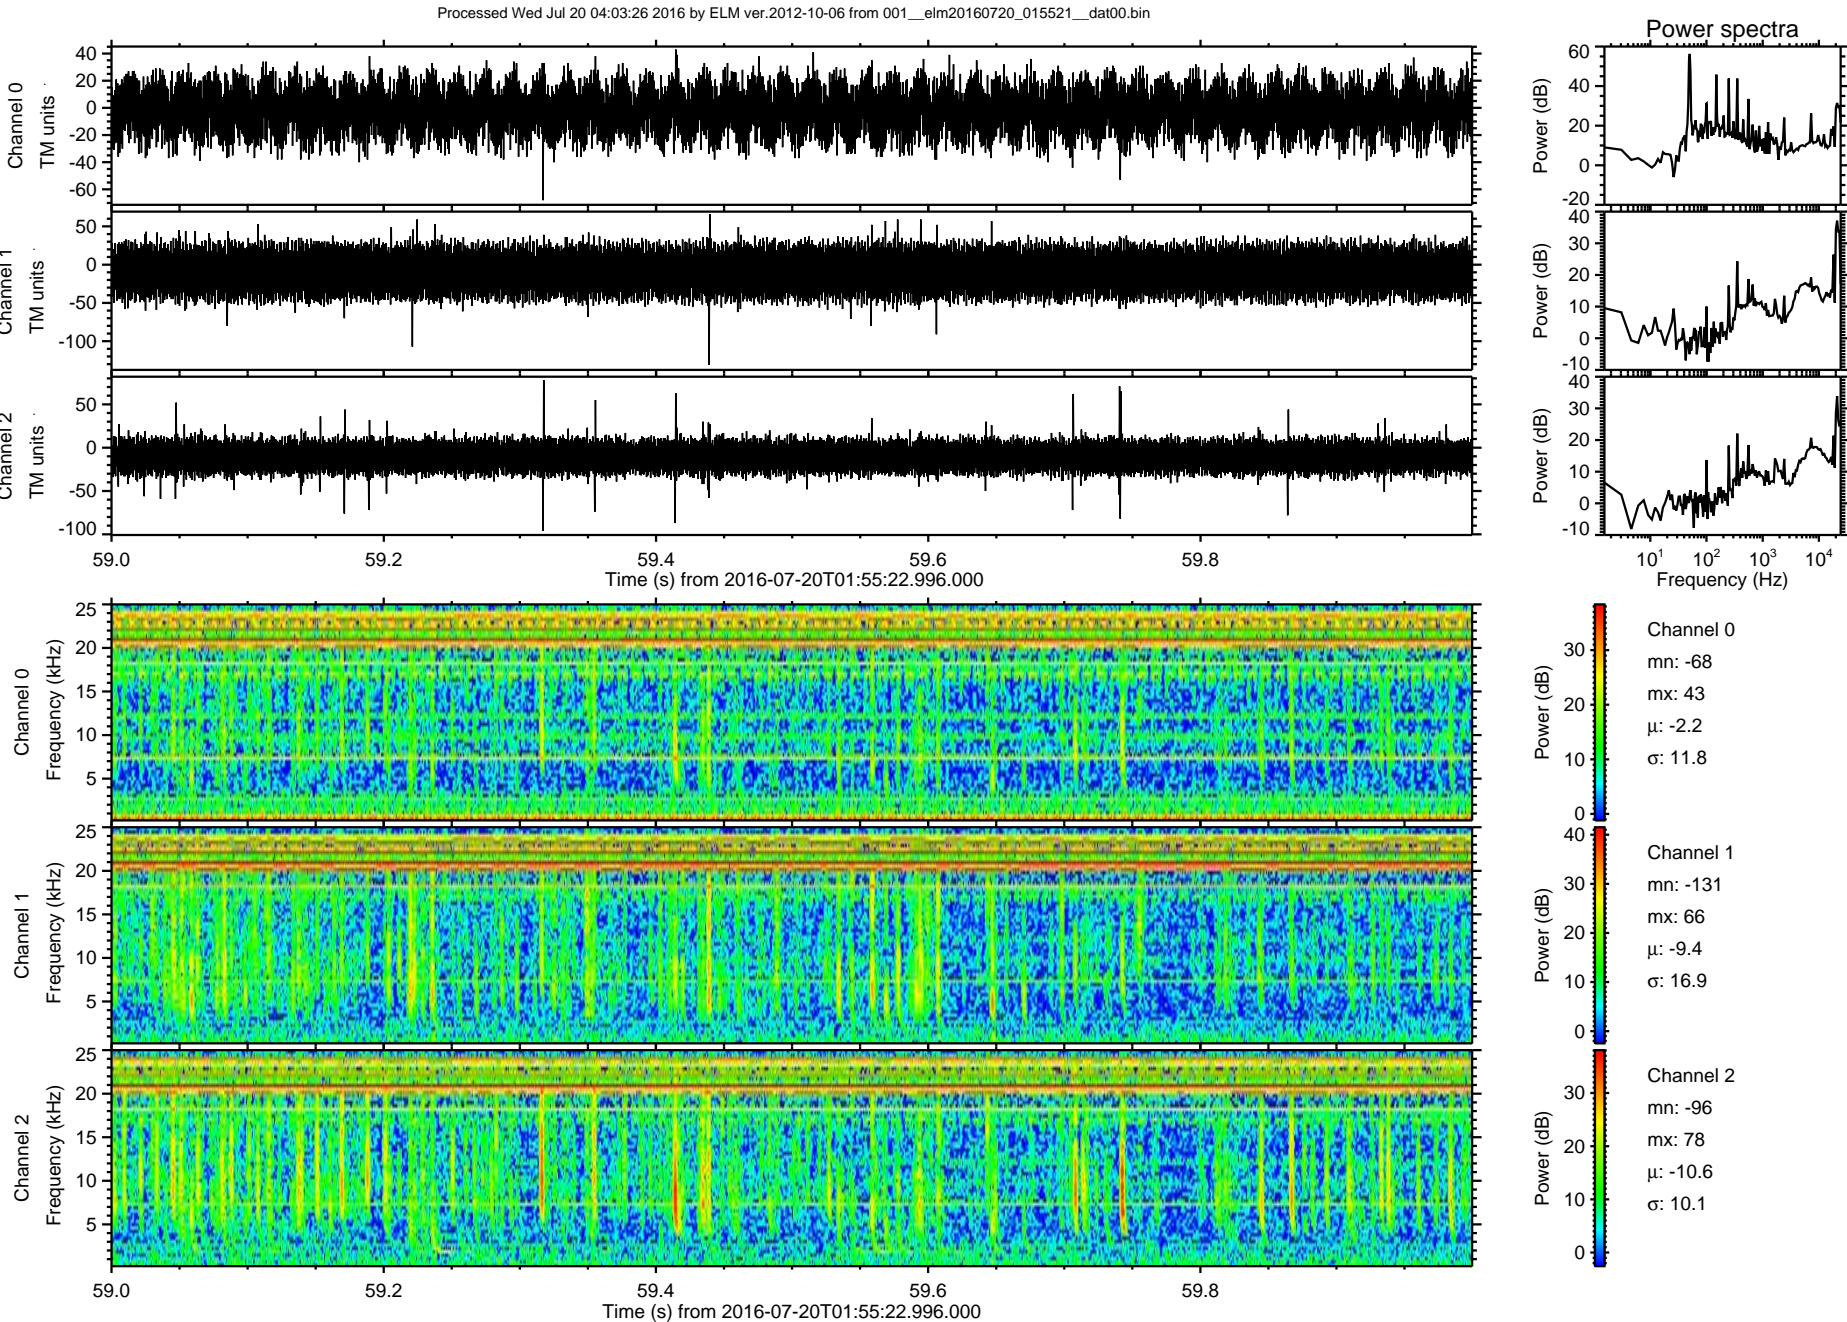 Processed Wed Jul 20 04:03:26 2016 by ELM ver.2012-10-06 from 001__elm20160720_015521__dat00.bin
Power spectra
Channel 0
TM units
40
20
0
-20
-40
-60
Power (dB)
60
40
20
0
-20
Channel 1
TM units
50
0
-50
-100
Power (dB)
40
30
20
10
0
-10
Channel 2
TM units
50
0
-50
-100
Power (dB)
40
30
20
10
0
-10
59.0 59.2 59.4 59.6 59.8
Time (s) from 2016-07-20T01:55:22.996.000
10^1 10^2 10^3 10^4
Frequency (Hz)
Channel 0
Frequency (kHz)
25
20
15
10
5
Power (dB)
30
20
10
0
Channel 0
mn: -68
mx: 43
μ: -2.2
σ: 11.8
Channel 1
Frequency (kHz)
25
20
15
10
5
Power (dB)
40
30
20
10
0
Channel 1
mn: -131
mx: 66
μ: -9.4
σ: 16.9
Channel 2
Frequency (kHz)
25
20
15
10
5
Power (dB)
30
20
10
0
Channel 2
mn: -96
mx: 78
μ: -10.6
σ: 10.1
59.0 59.2 59.4 59.6 59.8
Time (s) from 2016-07-20T01:55:22.996.000